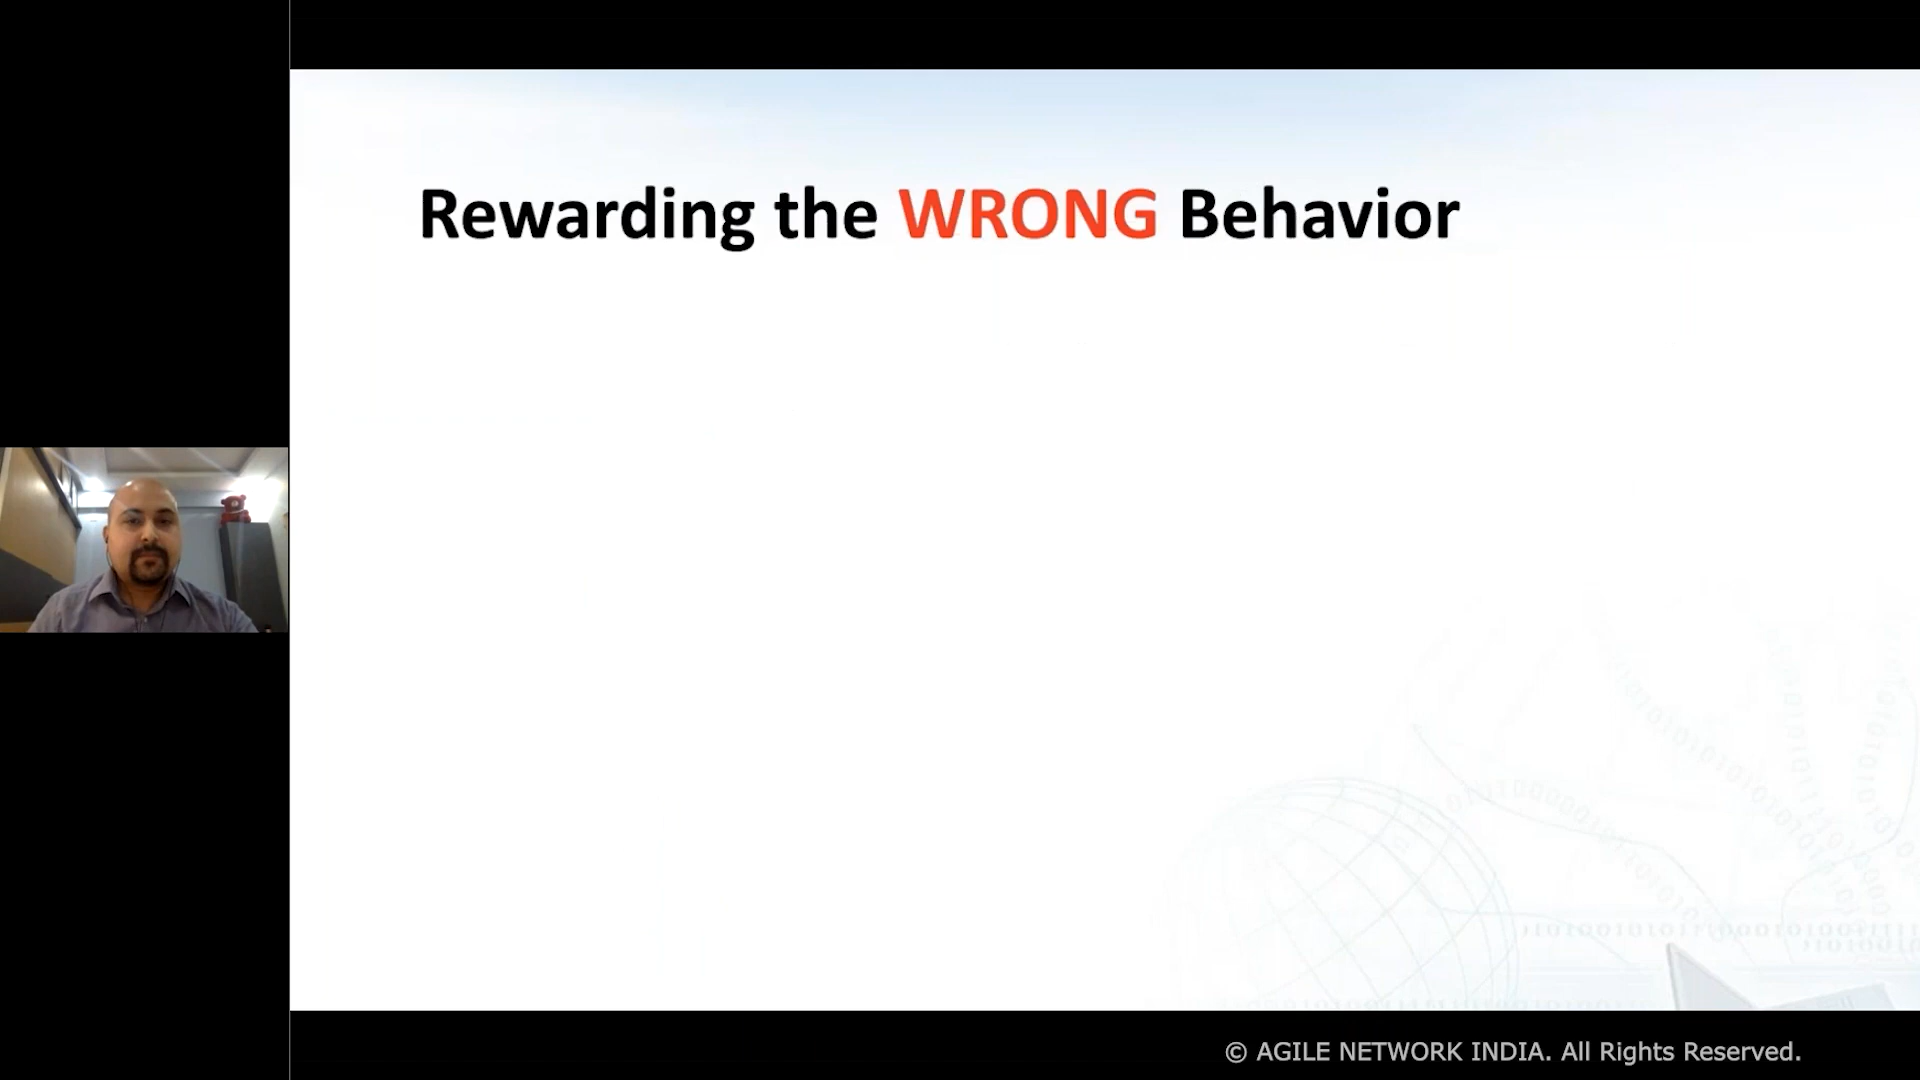 Rewarding the WRONG Behavior
© AGILE NETWORK INDIA. All Rights Reserved.